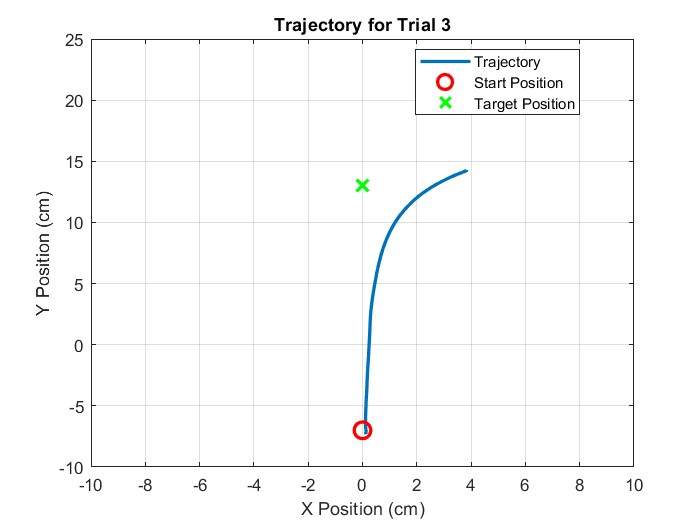 Trajectory for Trial 3
Trajectory
Start Position
Target Position
25
20
15
10
5
0
-5
-10
Y Position (cm)
-10 -8 -6 -4 -2 0 2 4 6 8 10
X Position (cm)